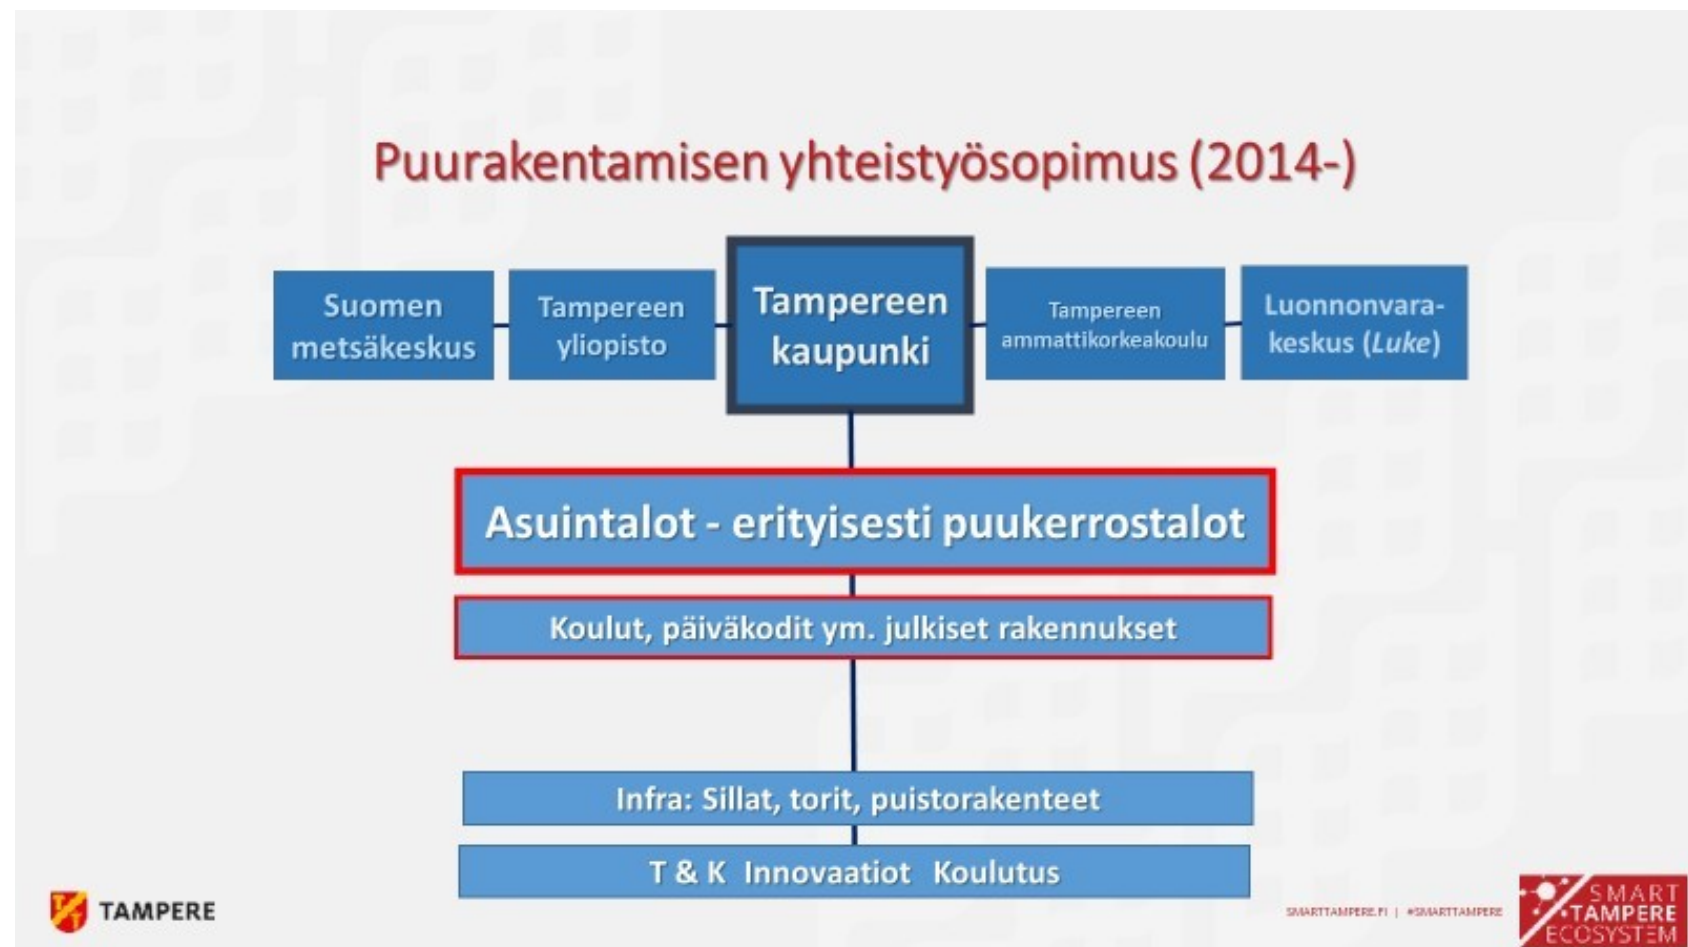 Puurakentamisen yhteistyösopimus (2014-)
Suomen
metsäkeskus
Tampereen
yliopisto
Tampereen
kaupunki
Tampereen
ammattikorkeakoulu
Luonnonvara-
keskus (Luke)
Asuintalot - erityisesti puukerrostalot
Koulut, päiväkodit ym. julkiset rakennukset
Infra: Sillat, torit, puistorakenteet
T & K Innovaatiot Koulutus
TAMPERE
SMARTTAMPERE.FI | #SMARTTAMPERE
SMART
TAMPERE
ECOSYSTEM